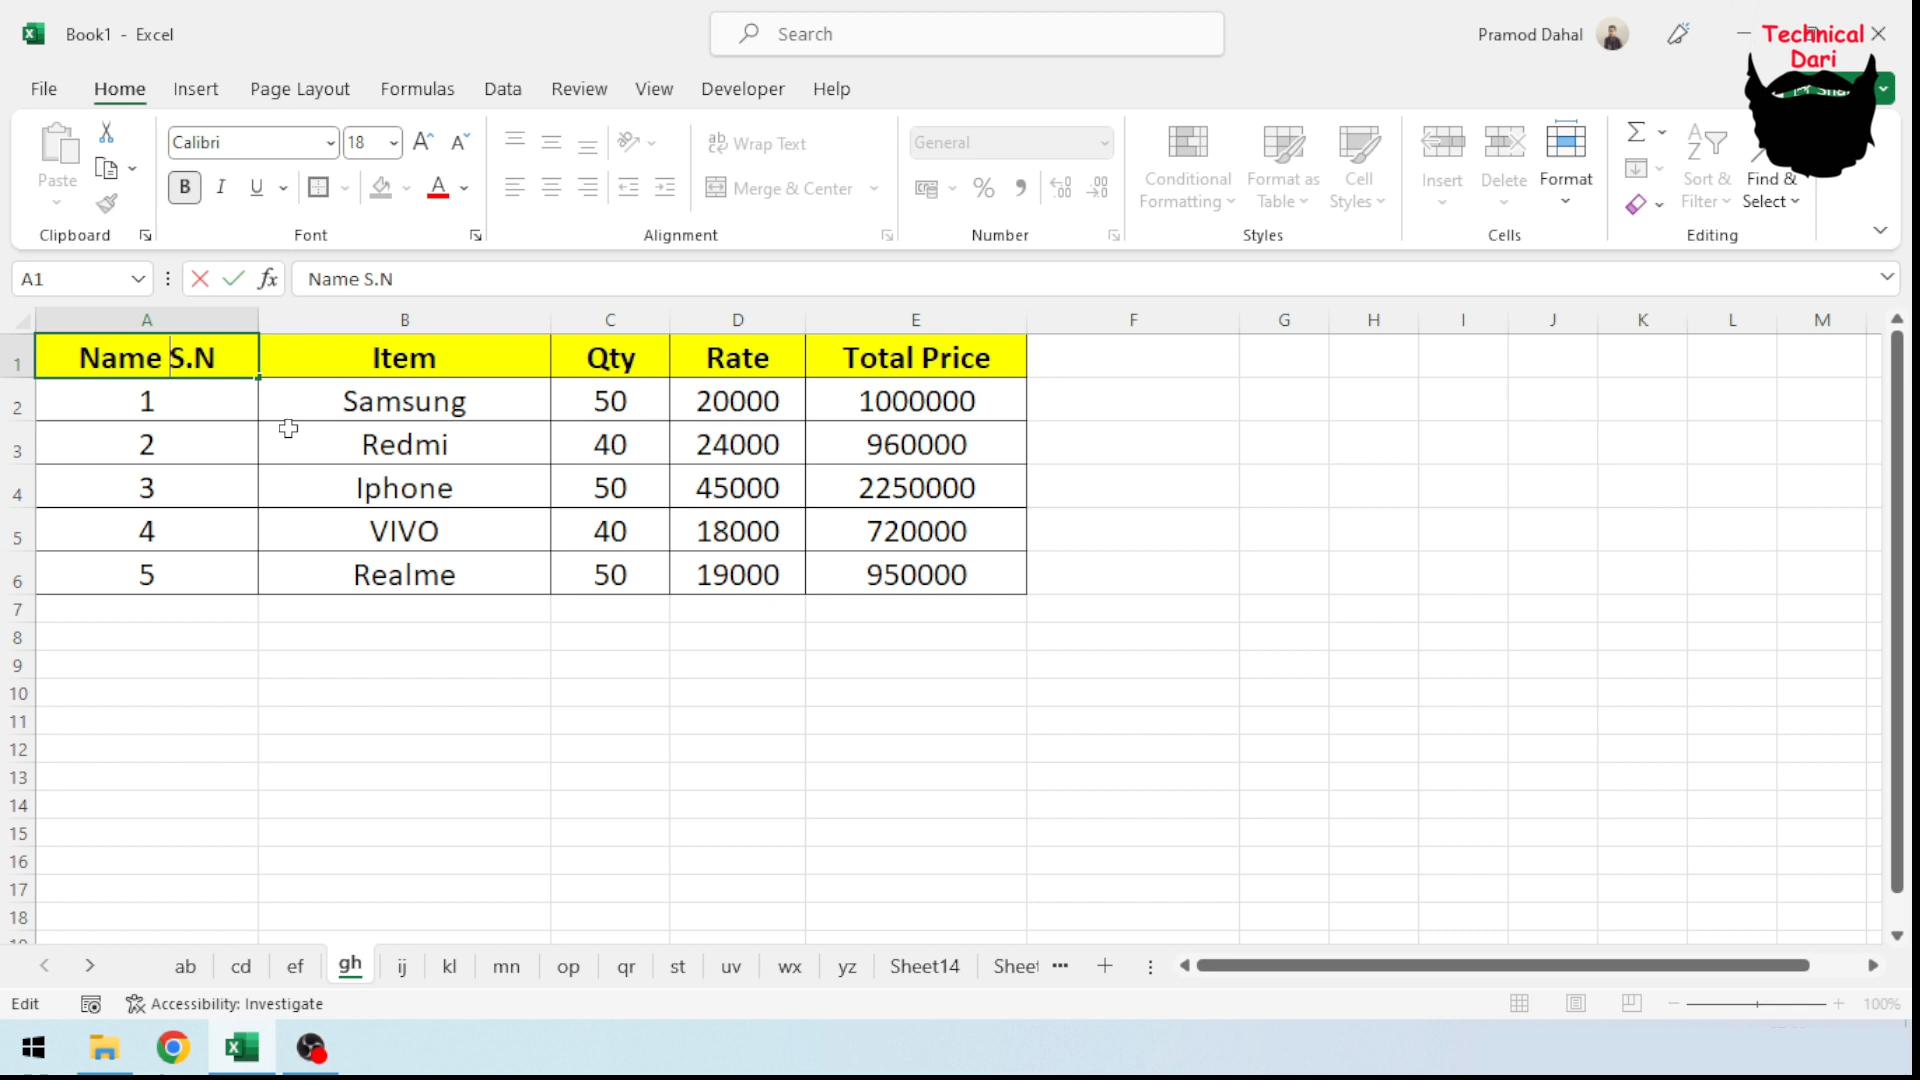 Book1 - Excel
Search
Pramod Dahal
Technical
Dari
File Home Insert Page Layout Formulas Data Review View Developer Help
Paste
Calibri 18
B I U A
Wrap Text
Merge & Center
General
% 9
Conditional Formatting
Format as Table
Cell Styles
Insert
Delete
Format
Sort & Filter
Find & Select
Clipboard Font Alignment Number Styles Cells Editing
A1 fx Name S.N
A B C D E F G H I J K L M
1 Name S.N Item Qty Rate Total Price
2 1 Samsung 50 20000 1000000
3 2 Redmi 40 24000 960000
4 3 Iphone 50 45000 2250000
5 4 VIVO 40 18000 720000
6 5 Realme 50 19000 950000
7
8
9
10
11
12
13
14
15
16
17
18
ab cd ef gh ij kl mn op qr st uv wx yz Sheet14 Sheet ...
Edit Accessibility: Investigate 100%